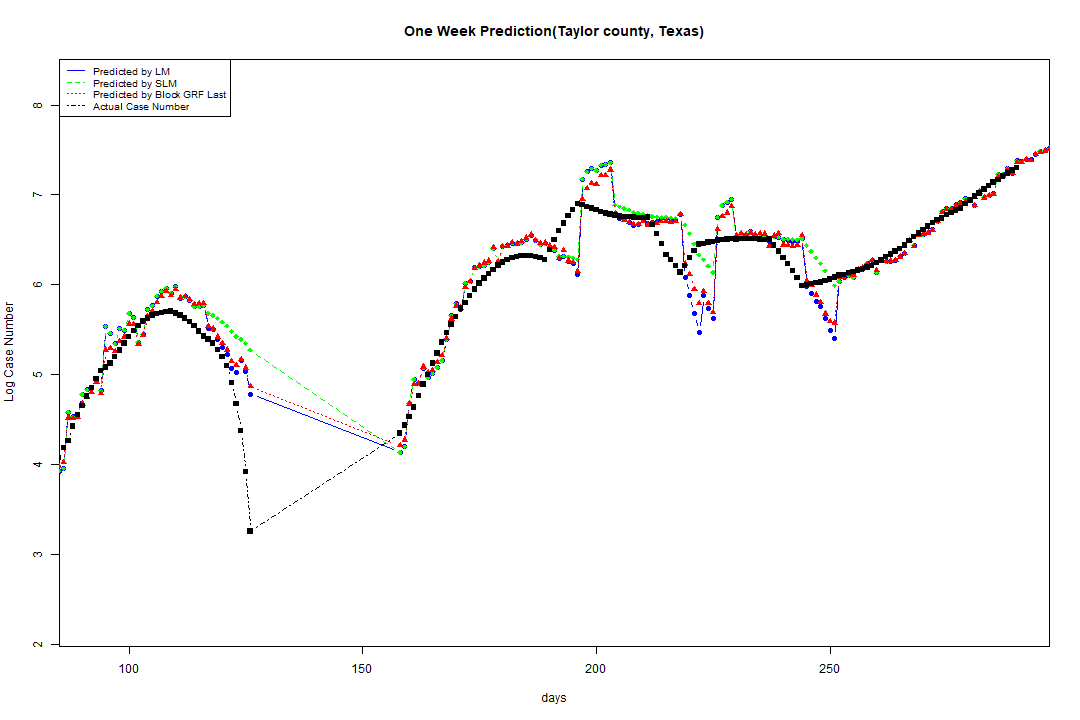 One Week Prediction(Taylor county, Texas)
Predicted by LM
Predicted by SLM
Predicted by Block GRF Last
Actual Case Number
8
7
6
5
4
3
2
Log Case Number
100 150 200 250
days